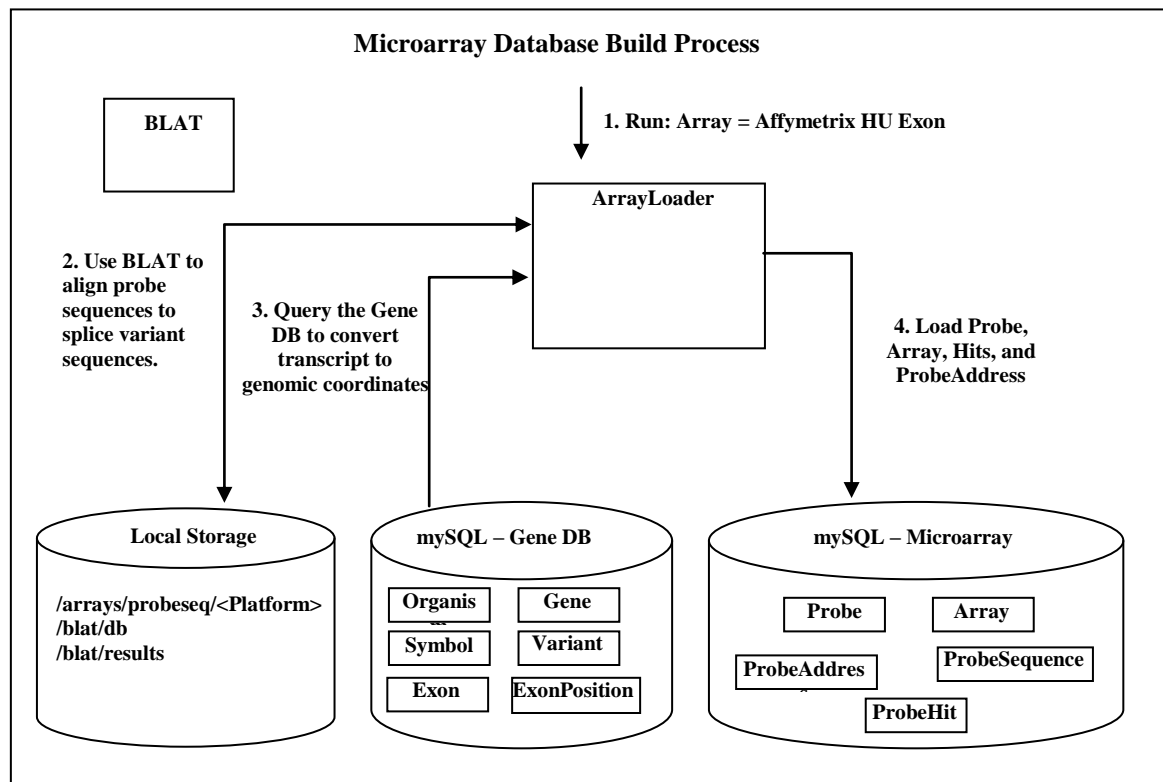 Microarray Database Build Process
BLAT
1. Run: Array = Affymetrix HU Exon
ArrayLoader
2. Use BLAT to
align probe
sequences to
splice variant
sequences.
3. Query the Gene
DB to convert
transcript to
genomic coordinates
4. Load Probe,
Array, Hits, and
ProbeAddress
Local Storage
/arrays/probeseq/<Platform>
/blat/db
/blat/results
mySQL – Gene DB
Organis
Gene
Symbol
Variant
Exon
ExonPosition
mySQL – Microarray
Probe
Array
ProbeAddres
ProbeSequence
ProbeHit